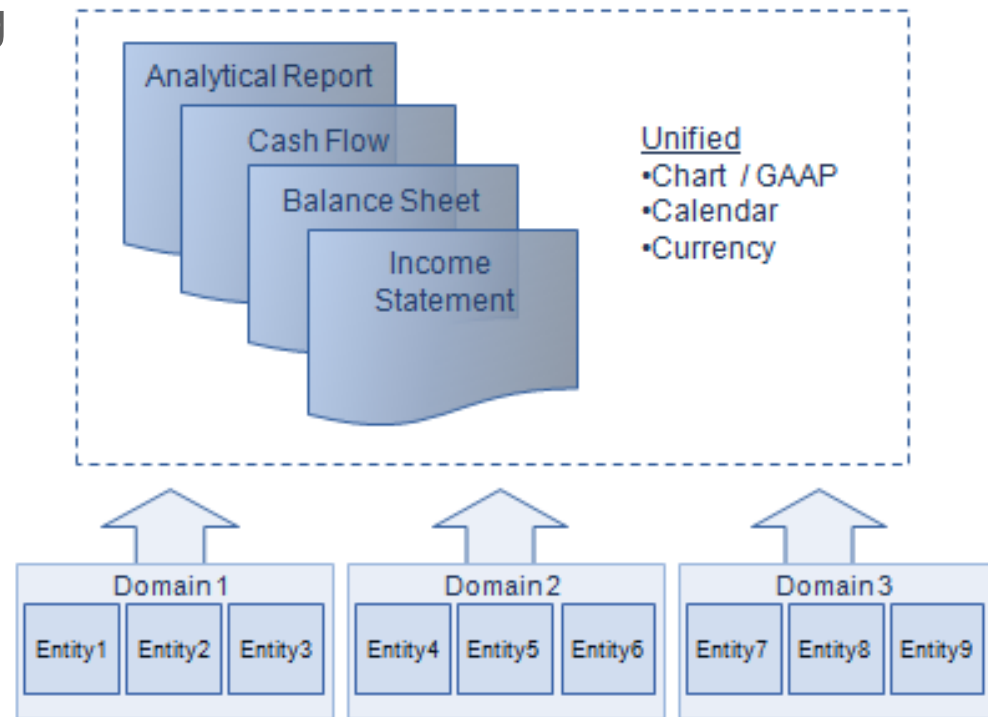 g
Analytical Report
Cash Flow
Balance Sheet
Income
Statement
Unified
•Chart / GAAP
•Calendar
•Currency
Domain 1
Entity1 Entity2 Entity3
Domain 2
Entity4 Entity5 Entity6
Domain 3
Entity7 Entity8 Entity9